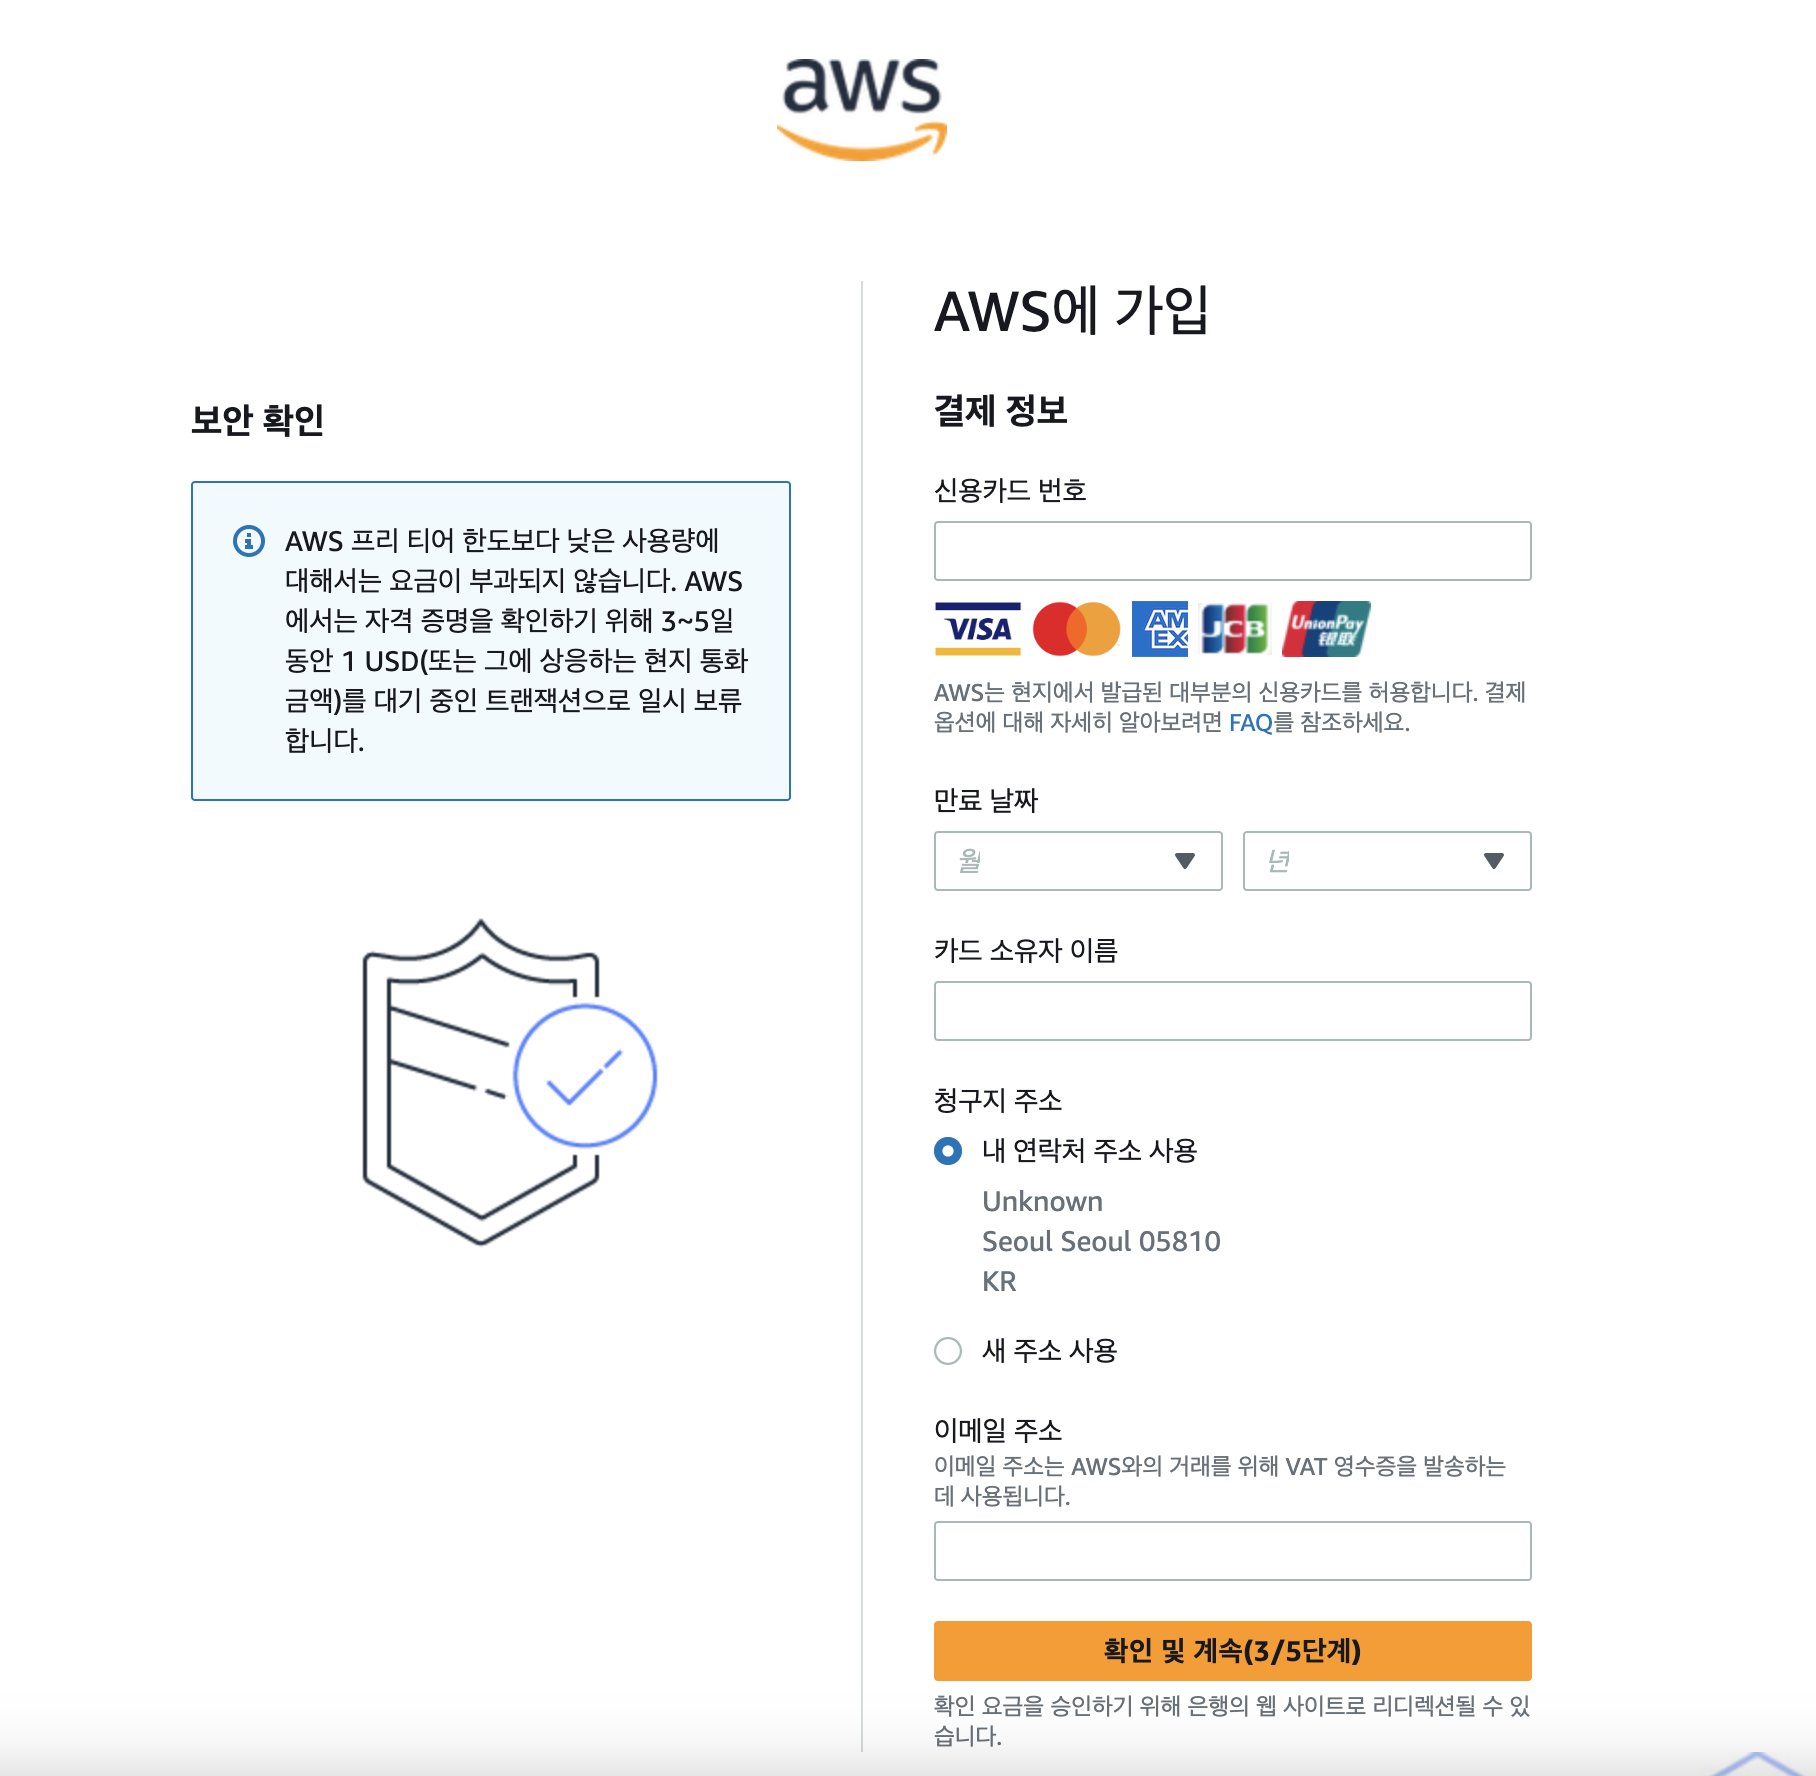 aws
보안 확인
AWS 프리 티어 한도보다 낮은 사용량에
대해서는 요금이 부과되지 않습니다. AWS
에서는 자격 증명을 확인하기 위해 3~5일
동안 1 USD(또는 그에 상응하는 현지 통화
금액)를 대기 중인 트랜잭션으로 일시 보류
합니다.
AWS에 가입
결제 정보
신용카드 번호
VISA
AM
EX
JCB
UnionPay
银联
AWS는 현지에서 발급된 대부분의 신용카드를 허용합니다. 결제
옵션에 대해 자세히 알아보려면 FAQ를 참조하세요.
만료 날짜
월
년
카드 소유자 이름
청구지 주소
내 연락처 주소 사용
Unknown
Seoul Seoul 05810
KR
새 주소 사용
이메일 주소
이메일 주소는 AWS와의 거래를 위해 VAT 영수증을 발송하는
데 사용됩니다.
확인 및 계속(3/5단계)
확인 요금을 승인하기 위해 은행의 웹 사이트로 리디렉션될 수 있
습니다.